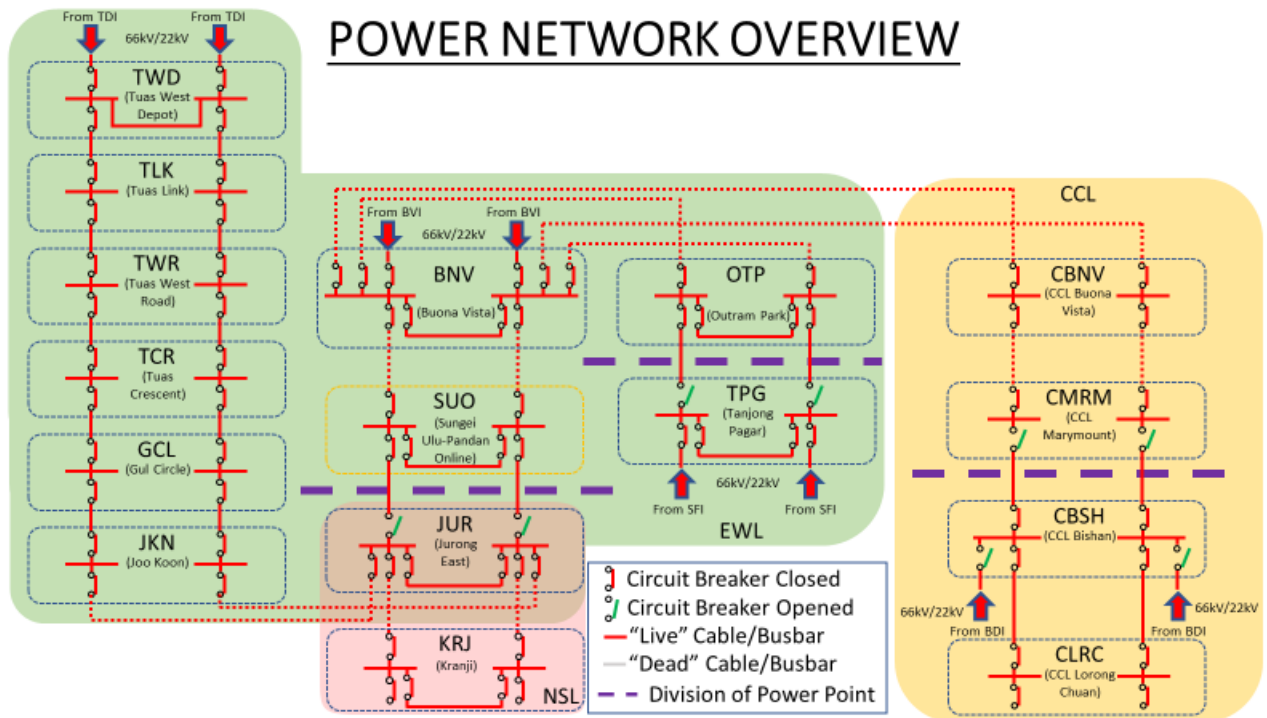 POWER NETWORK OVERVIEW
From TDI
From TDI
66kV/22kV
TWD
(Tuas West
Depot)
TLK
(Tuas Link)
TWR
(Tuas West
Road)
TCR
(Tuas
Crescent)
GCL
(Gul Circle)
JKN
(Joo Koon)
From BVI
From BVI
66kV/22kV
BNV
(Buona Vista)
SUO
(Sungei
Ulu-Pandan
Online)
JUR
(Jurong
East)
KRJ
(Kranji)
NSL
OTP
(Outram Park)
TPG
(Tanjong
Pagar)
66kV/22kV
From SFI
From SFI
EWL
CCL
CBNV
(CCL Buona
Vista)
CMRM
(CCL
Marymount)
CBSH
(CCL Bishan)
66kV/22kV
66kV/22kV
From BDI
From BDI
CLRC
(CCL Lorong
Chuan)
Circuit Breaker Closed
Circuit Breaker Opened
“Live” Cable/Busbar
“Dead” Cable/Busbar
Division of Power Point